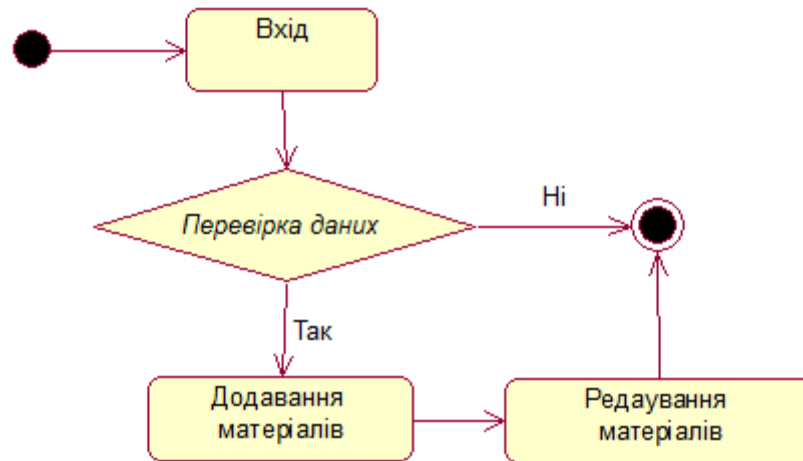 Вхід
Перевірка даних
Ні
Так
Додавання
матеріалів
Редаування
матеріалів